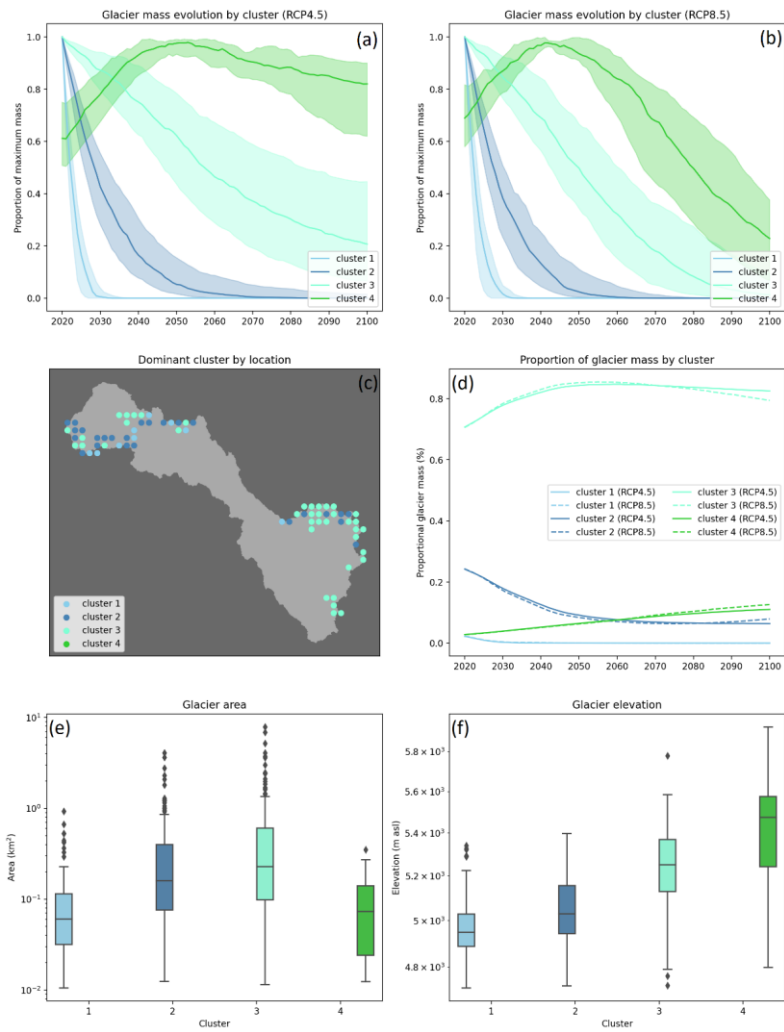 Glacier mass evolution by cluster (RCP4.5)
(a)
Proportion of maximum mass
1.0
0.8
0.6
0.4
0.2
0.0
cluster 1
cluster 2
cluster 3
cluster 4
2020 2030 2040 2050 2060 2070 2080 2090 2100
Glacier mass evolution by cluster (RCP8.5)
(b)
Proportion of maximum mass
1.0
0.8
0.6
0.4
0.2
0.0
cluster 1
cluster 2
cluster 3
cluster 4
2020 2030 2040 2050 2060 2070 2080 2090 2100
Dominant cluster by location
(c)
cluster 1
cluster 2
cluster 3
cluster 4
Proportion of glacier mass by cluster
(d)
Proportional glacier mass (%)
0.8
0.6
0.4
0.2
0.0
cluster 1 (RCP4.5) cluster 3 (RCP4.5)
cluster 1 (RCP8.5) cluster 3 (RCP8.5)
cluster 2 (RCP4.5) cluster 4 (RCP4.5)
cluster 2 (RCP8.5) cluster 4 (RCP8.5)
2020 2030 2040 2050 2060 2070 2080 2090 2100
Glacier area
(e)
Area (km²)
10¹
10⁰
10⁻¹
10⁻²
1 2 3 4
Cluster
Glacier elevation
(f)
Elevation (m asl)
5.8 × 10³
5.6 × 10³
5.4 × 10³
5.2 × 10³
5 × 10³
4.8 × 10³
1 2 3 4
Cluster